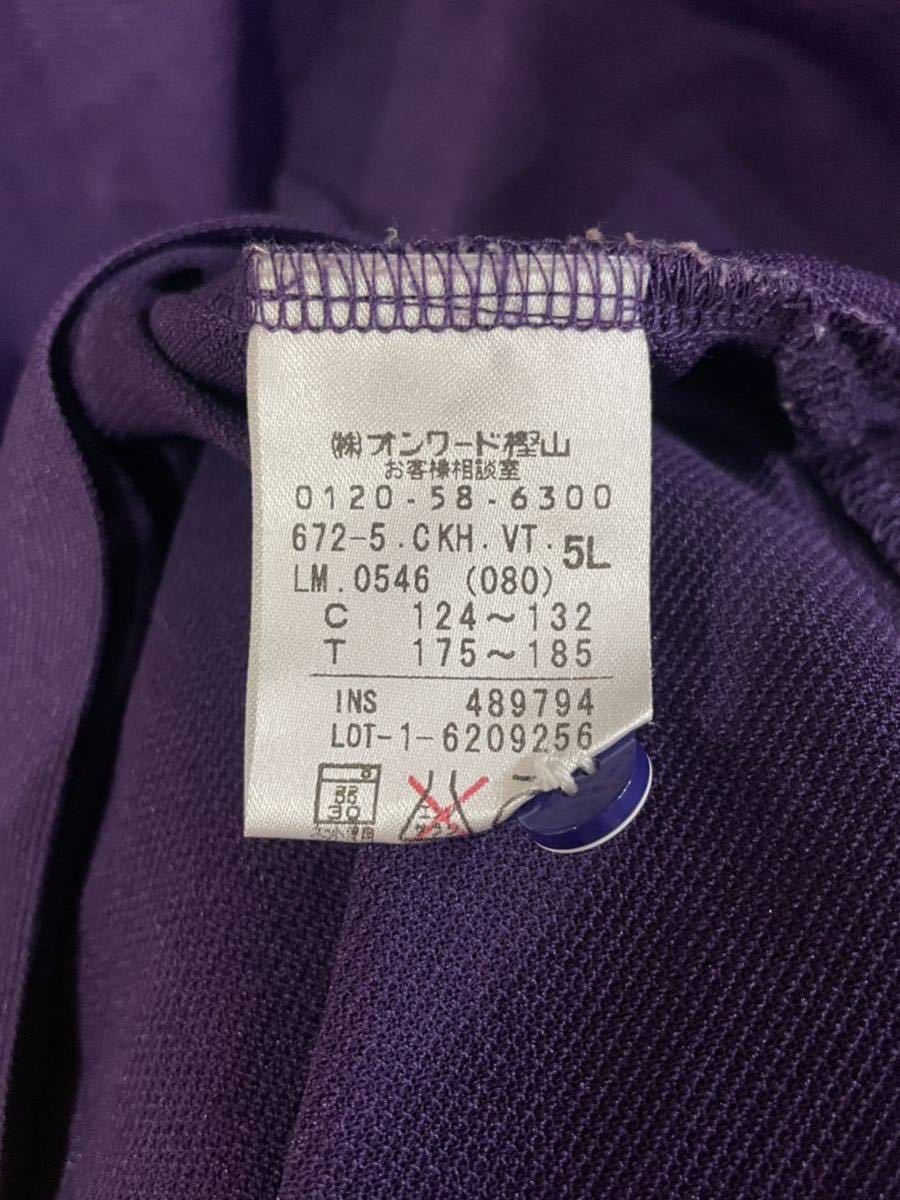 ㈱オンワード樫山
お客様相談室
0120-58-6300
672-5.CKH.VT.5L
LM.0546 (080)
C 124～132
T 175～185
INS 489794
LOT-1-6209256
30